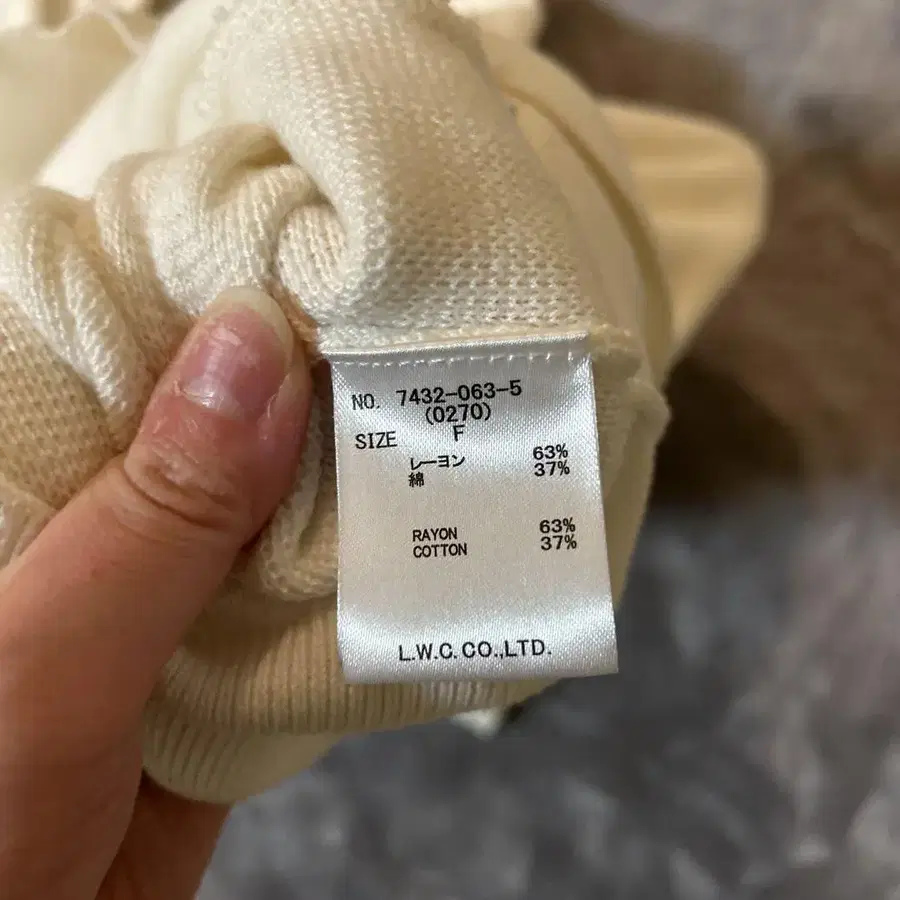 NO. 7432-063-5
(0270)
SIZE F
レーヨン 63%
綿 37%
RAYON 63%
COTTON 37%
L.W.C.CO.,LTD.